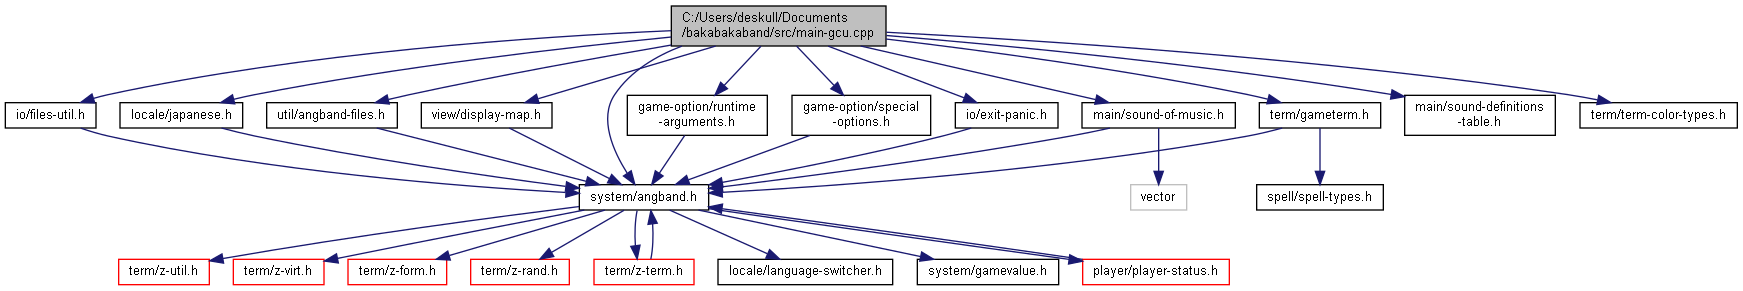 C:/Users/deskull/Documents
/bakabakaband/src/main-gcu.cpp
io/files-util.h
locale/japanese.h
util/angband-files.h
view/display-map.h
game-option/runtime
-arguments.h
game-option/special
-options.h
io/exit-panic.h
main/sound-of-music.h
term/gameterm.h
main/sound-definitions
-table.h
term/term-color-types.h
system/angband.h
vector
spell/spell-types.h
term/z-util.h
term/z-virt.h
term/z-form.h
term/z-rand.h
term/z-term.h
locale/language-switcher.h
system/gamevalue.h
player/player-status.h